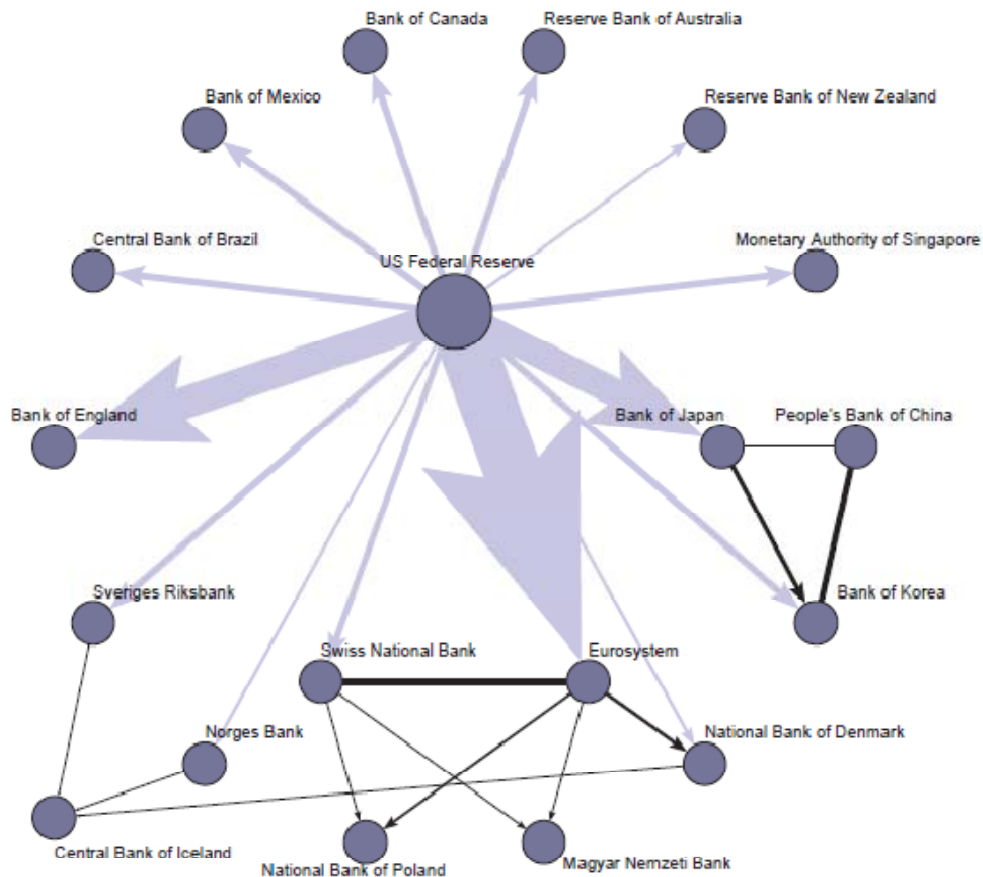 Bank of Canada
Reserve Bank of Australia
Bank of Mexico
Reserve Bank of New Zealand
Central Bank of Brazil
Monetary Authority of Singapore
US Federal Reserve
Bank of England
Bank of Japan
People's Bank of China
Sveriges Riksbank
Bank of Korea
Swiss National Bank
Eurosystem
Norges Bank
National Bank of Denmark
Central Bank of Iceland
National Bank of Poland
Magyar Nemzeti Bank